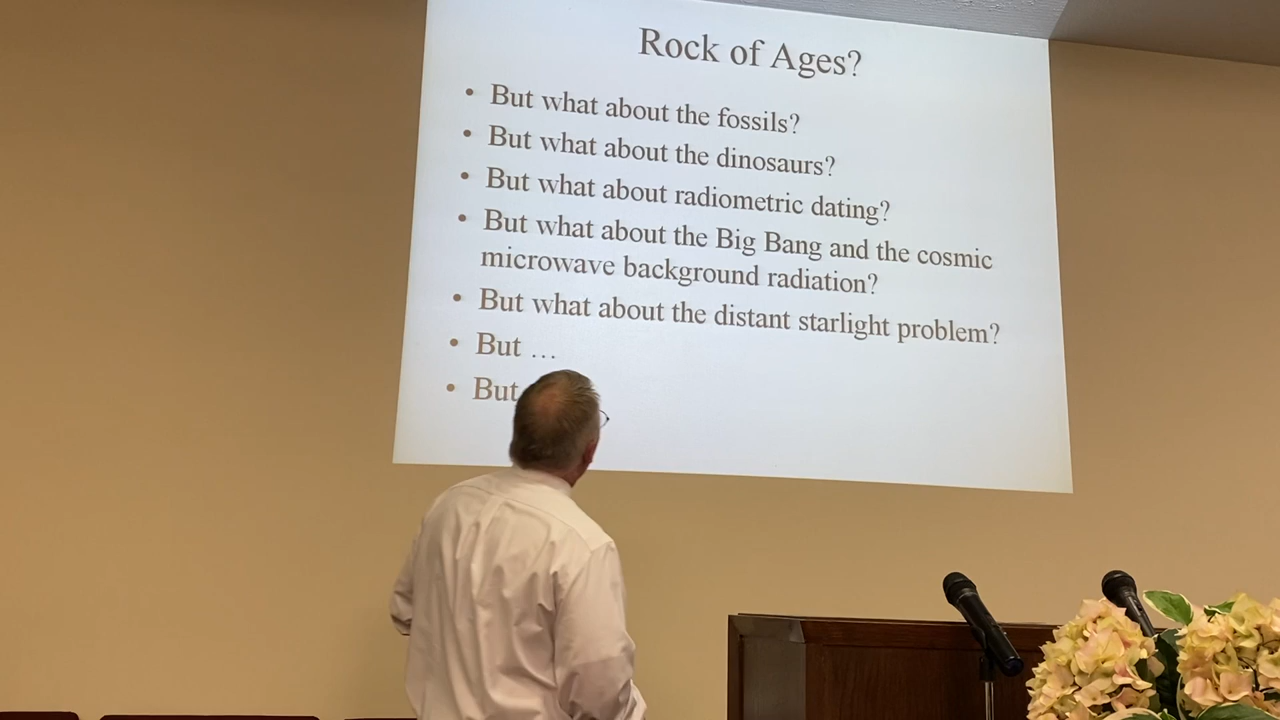 Rock of Ages?
• But what about the fossils?
• But what about the dinosaurs?
• But what about radiometric dating?
• But what about the Big Bang and the cosmic
microwave background radiation?
• But what about the distant starlight problem?
• But …
• But